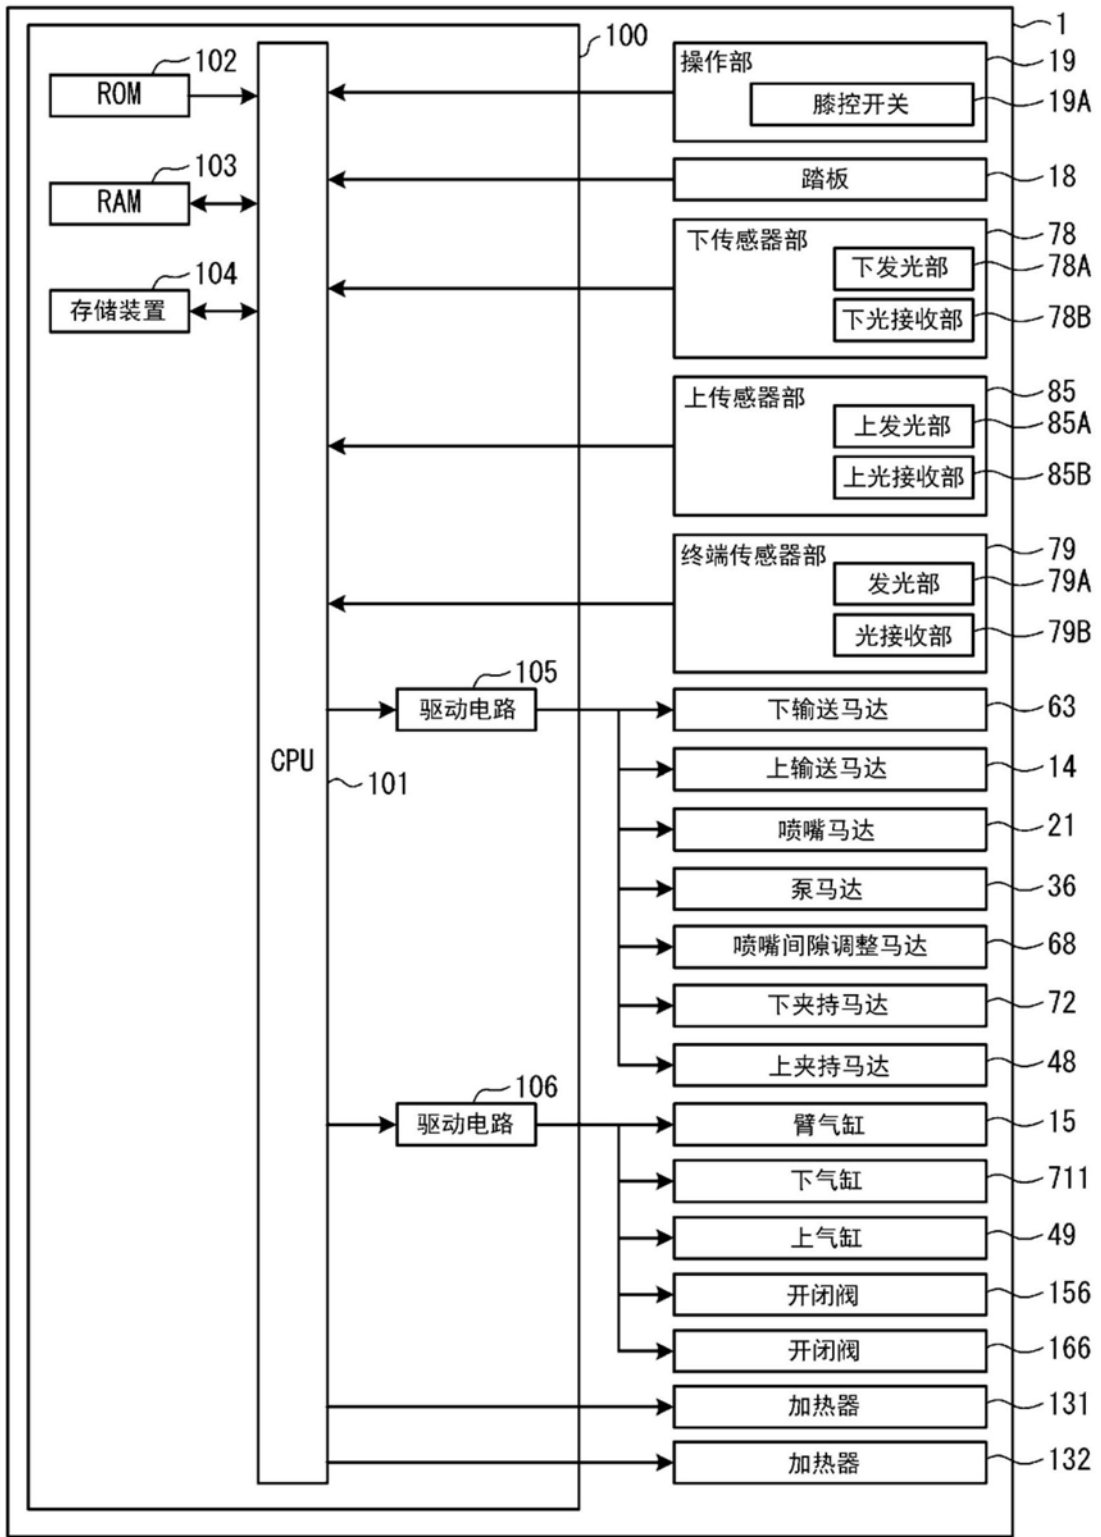 1
100
102
ROM
操作部
19
膝控开关
19A
103
RAM
踏板
18
104
存储装置
下传感器部
78
下发光部
78A
下光接收部
78B
上传感器部
85
上发光部
85A
上光接收部
85B
终端传感器部
79
发光部
79A
光接收部
79B
CPU
101
105
驱动电路
下输送马达
63
上输送马达
14
喷嘴马达
21
泵马达
36
喷嘴间隙调整马达
68
下夹持马达
72
上夹持马达
48
106
驱动电路
臂气缸
15
下气缸
711
上气缸
49
开闭阀
156
开闭阀
166
加热器
131
加热器
132